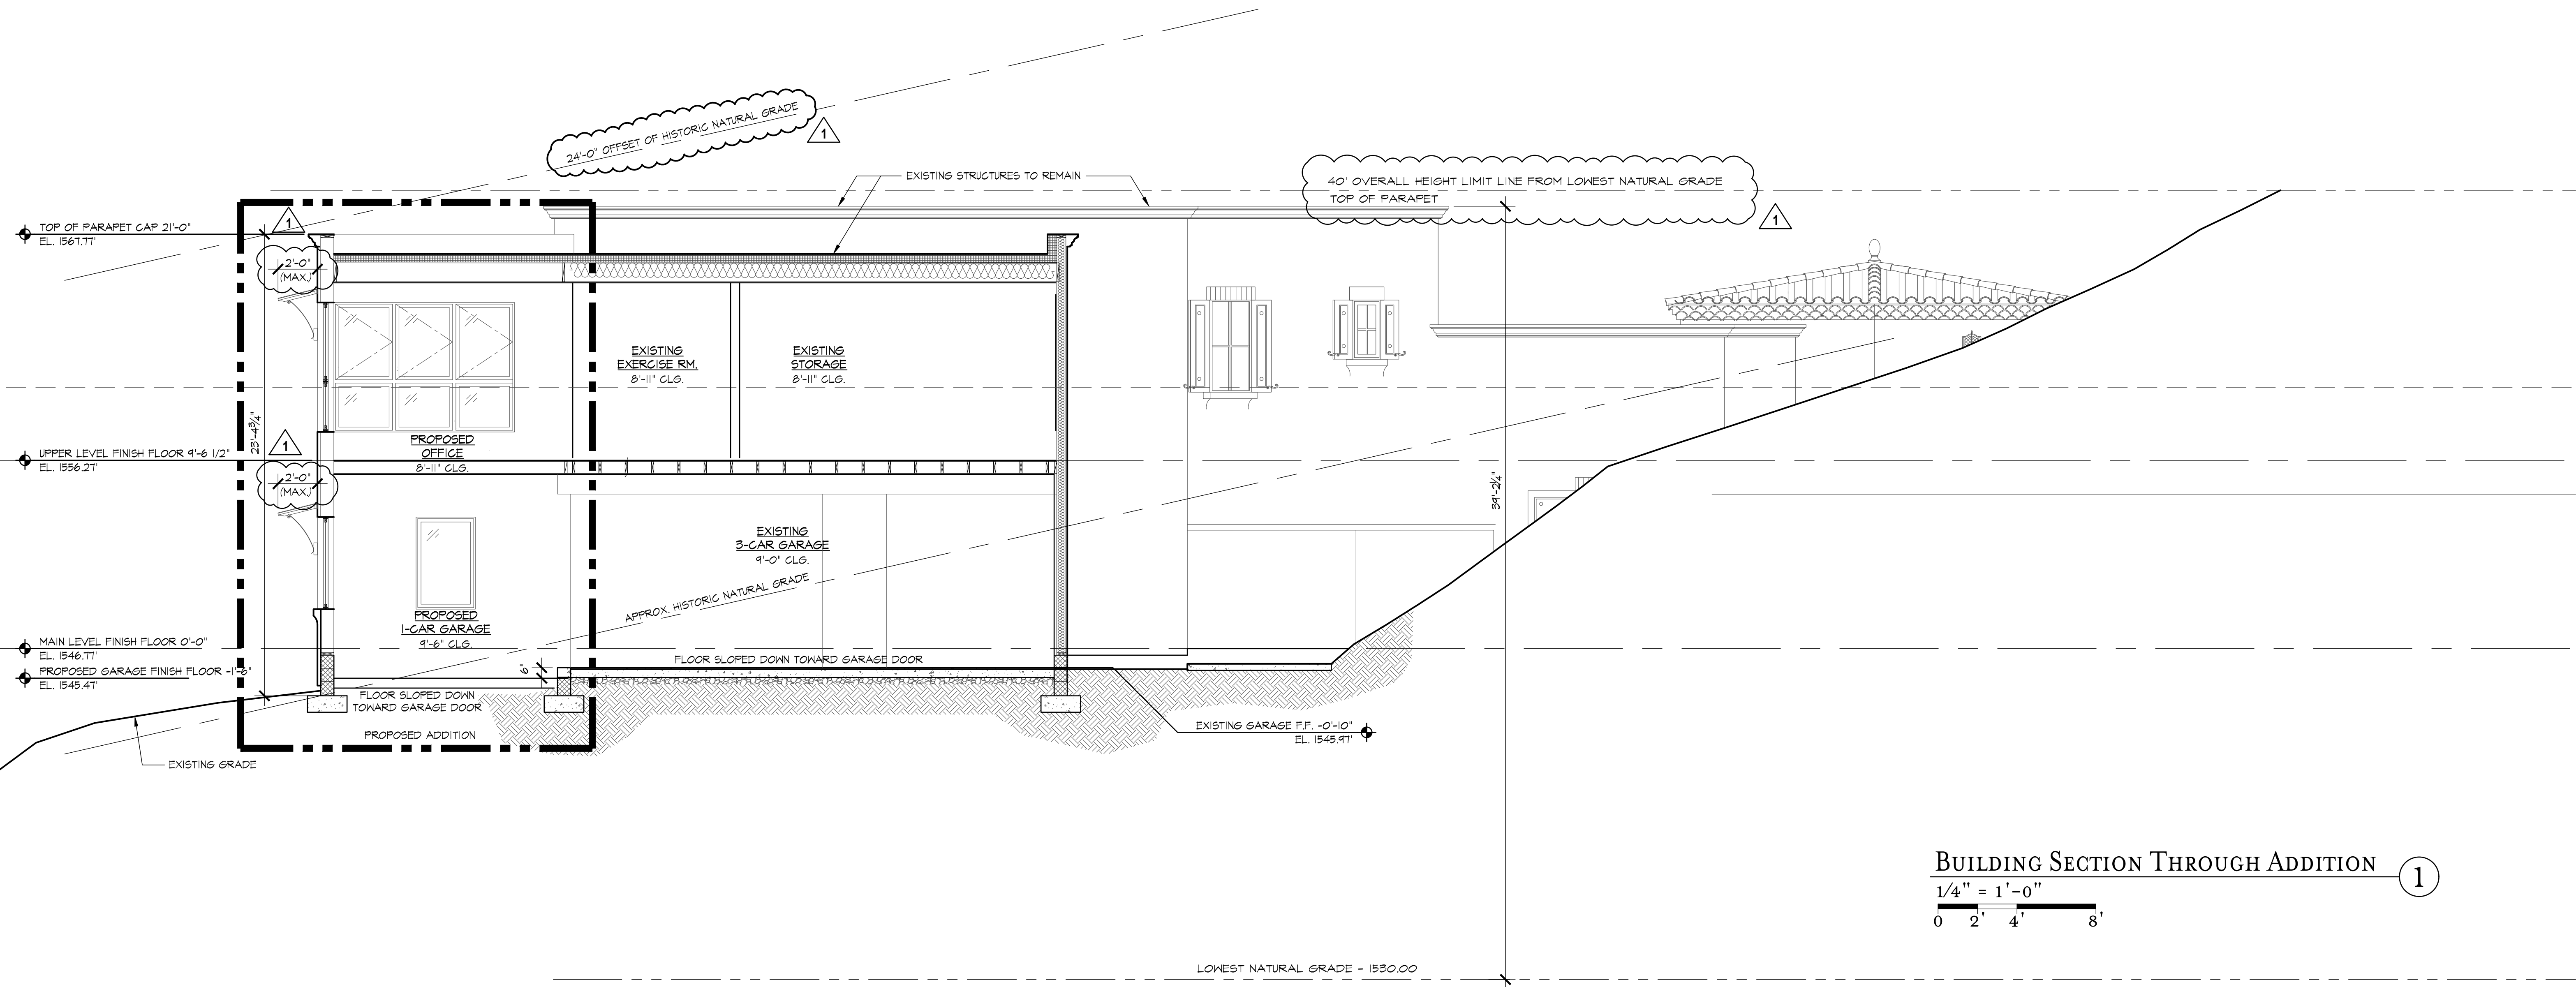 24'-0" OFFSET OF HISTORIC NATURAL GRADE
1
EXISTING STRUCTURES TO REMAIN
40' OVERALL HEIGHT LIMIT LINE FROM LOWEST NATURAL GRADE
TOP OF PARAPET
1
TOP OF PARAPET CAP 21'-0"
EL. 1567.77'
1
2'-0"
(MAX.)
EXISTING
EXERCISE RM.
8'-11" CLG.
EXISTING
STORAGE
8'-11" CLG.
23'-4 3/4"
1
PROPOSED
OFFICE
8'-11" CLG.
UPPER LEVEL FINISH FLOOR 9'-6 1/2"
EL. 1556.27'
2'-0"
(MAX.)
39'-2 1/4"
EXISTING
3-CAR GARAGE
9'-0" CLG.
APPROX. HISTORIC NATURAL GRADE
PROPOSED
1-CAR GARAGE
9'-6" CLG.
MAIN LEVEL FINISH FLOOR 0'-0"
EL. 1546.77'
PROPOSED GARAGE FINISH FLOOR -1'-6"
EL. 1545.47'
6"
FLOOR SLOPED DOWN TOWARD GARAGE DOOR
FLOOR SLOPED DOWN
TOWARD GARAGE DOOR
EXISTING GARAGE F.F. -0'-10"
EL. 1545.97'
PROPOSED ADDITION
EXISTING GRADE
BUILDING SECTION THROUGH ADDITION
1
1/4" = 1'-0"
0 2' 4' 8'
LOWEST NATURAL GRADE - 1530.00